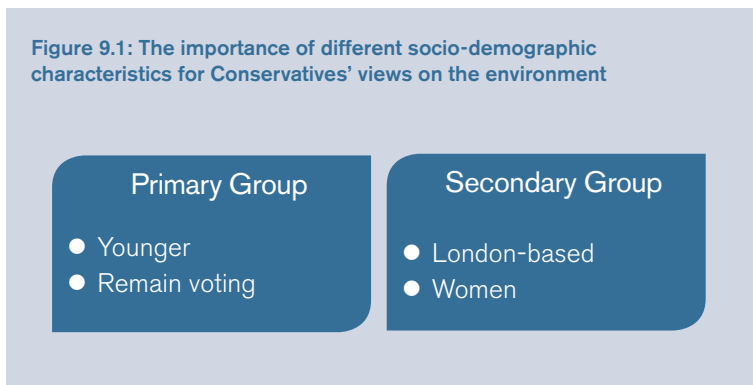 Figure 9.1: The importance of different socio-demographic
characteristics for Conservatives' views on the environment
Primary Group
● Younger
● Remain voting
Secondary Group
● London-based
● Women